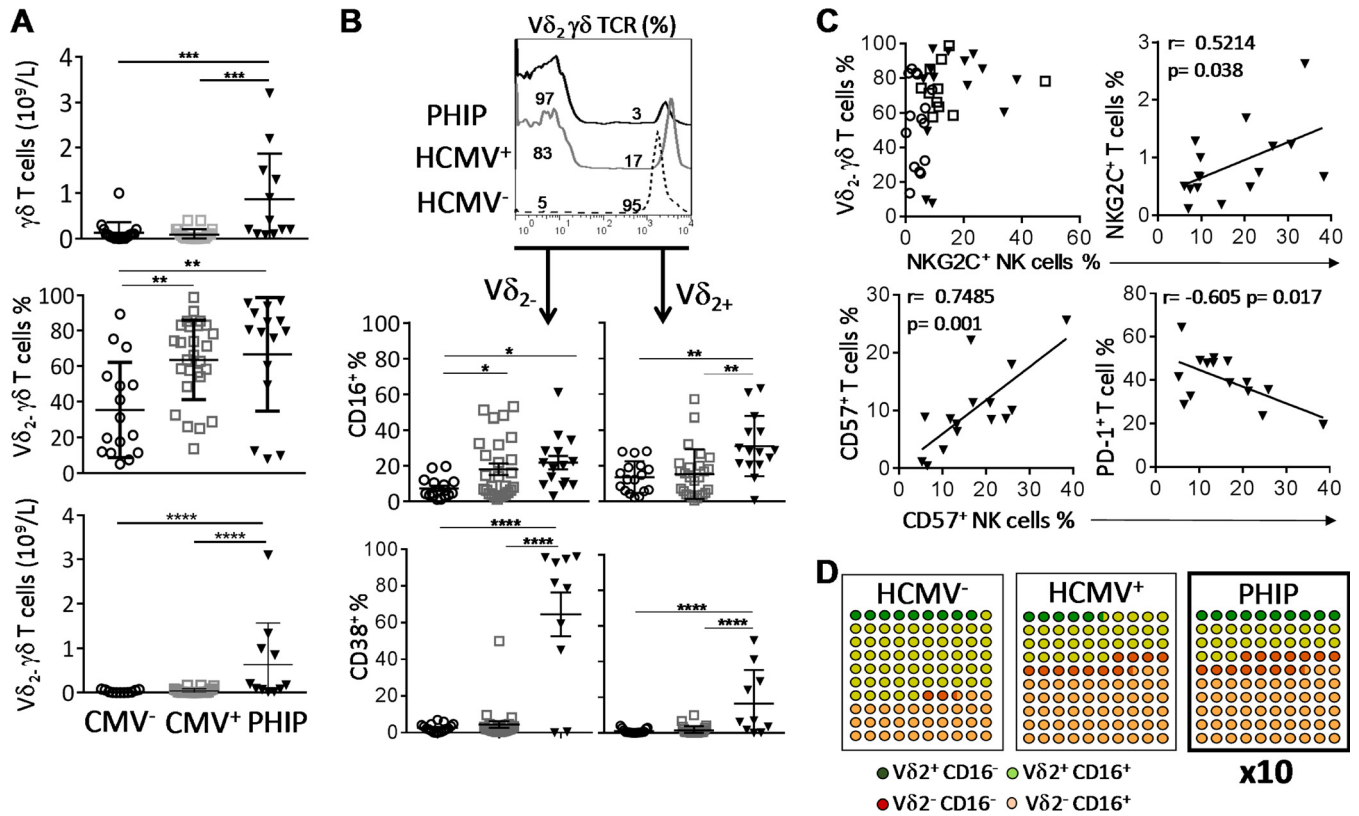 A
γδ T cells (10⁹/L)
4
3
2
1
0
***
***
Vδ₂₋ γδ T cells %
100
80
60
40
20
0
**
**
Vδ₂₋ γδ T cells (10⁹/L)
4
3
2
1
0
****
****
CMV⁻ CMV⁺ PHIP
B
Vδ₂ γδ TCR (%)
PHIP
97
3
HCMV⁺
83
17
HCMV⁻
5
95
10⁰ 10¹ 10² 10³ 10⁴
Vδ₂₋
Vδ₂₊
CD16⁺ %
100
80
60
40
20
0
*
*
**
**
CD38⁺ %
100
80
60
40
20
0
****
****
****
****
C
Vδ₂₋ γδ T cells %
100
80
60
40
20
0
0 20 40 60
NKG2C⁺ NK cells %
NKG2C⁺ T cells %
3
2
1
0
r= 0.5214
p= 0.038
0 10 20 30 40
CD57⁺ T cells %
30
20
10
0
r= 0.7485
p= 0.001
0 10 20 30 40
CD57⁺ NK cells %
PD-1⁺ T cell %
80
60
40
20
0
r= -0.605 p= 0.017
0 10 20 30 40
D
HCMV⁻
HCMV⁺
PHIP
x10
Vδ2⁺ CD16⁻
Vδ2⁺ CD16⁺
Vδ2⁻ CD16⁻
Vδ2⁻ CD16⁺